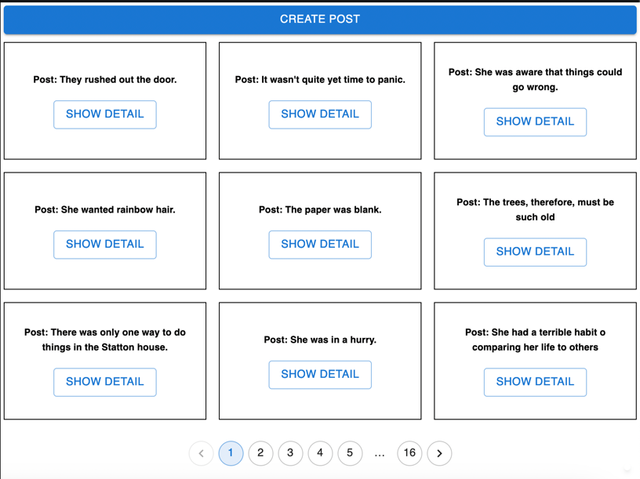 CREATE POST
Post: They rushed out the door.
SHOW DETAIL
Post: It wasn't quite yet time to panic.
SHOW DETAIL
Post: She was aware that things could
go wrong.
SHOW DETAIL
Post: She wanted rainbow hair.
SHOW DETAIL
Post: The paper was blank.
SHOW DETAIL
Post: The trees, therefore, must be
such old
SHOW DETAIL
Post: There was only one way to do
things in the Statton house.
SHOW DETAIL
Post: She was in a hurry.
SHOW DETAIL
Post: She had a terrible habit o
comparing her life to others
SHOW DETAIL
1 2 3 4 5 ... 16